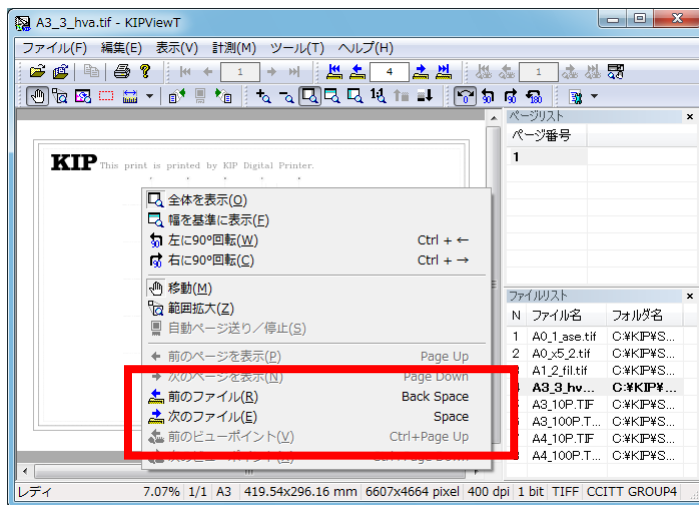 A3_3_hva.tif - KIPViewT
ファイル(F) 編集(E) 表示(V) 計測(M) ツール(T) ヘルプ(H)
1 4 1
0 90 90 180
ページリスト
ページ番号
1
KIP This print is printed by KIP Digital Printer.
全体を表示(O)
幅を基準に表示(F)
左に90°回転(W) Ctrl + ←
右に90°回転(C) Ctrl + →
移動(M)
範囲拡大(Z)
自動ページ送り／停止(S)
前のページを表示(P) Page Up
次のページを表示(N) Page Down
前のファイル(R) Back Space
次のファイル(E) Space
前のビューポイント(V) Ctrl+Page Up
ファイルリスト
N ファイル名 フォルダ名
1 A0_1_ase.tif C:¥KIP¥S...
2 A0_x5_2.tif C:¥KIP¥S...
A1_2_fil.tif C:¥KIP¥S...
A3_3_hv... C:¥KIP¥...
A3_10P.TIF C:¥KIP¥S...
A3_100P.T... C:¥KIP¥S...
A4_10P.TIF C:¥KIP¥S...
A4_100P.T... C:¥KIP¥S...
レディ 7.07% 1/1 A3 419.54x296.16 mm 6607x4664 pixel 400 dpi 1 bit TIFF CCITT GROUP4